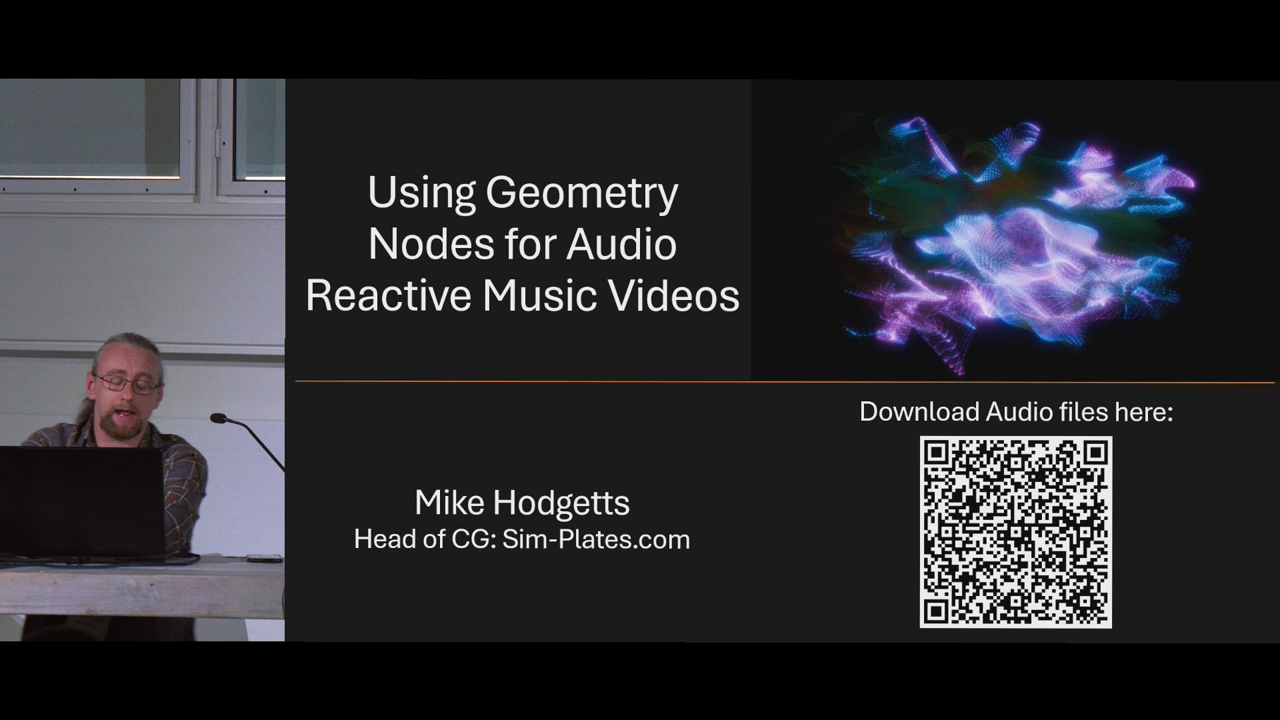 Using Geometry
Nodes for Audio
Reactive Music Videos
Download Audio files here:
Mike Hodgetts
Head of CG: Sim-Plates.com